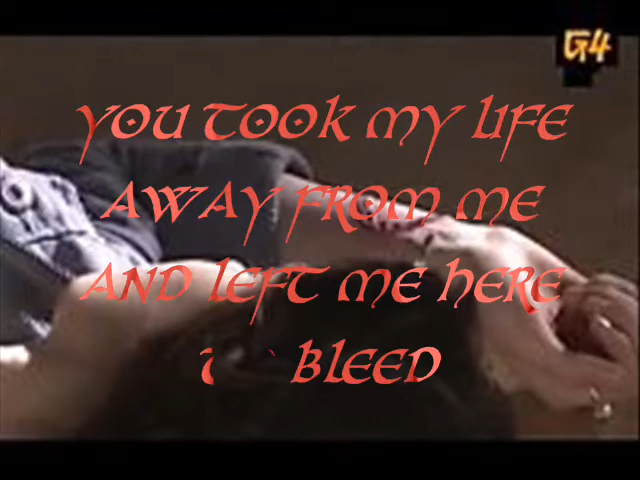 G4
YOU TOOK MY LIFE
AWAY FROM ME
AND LEFT ME HERE
BLEED